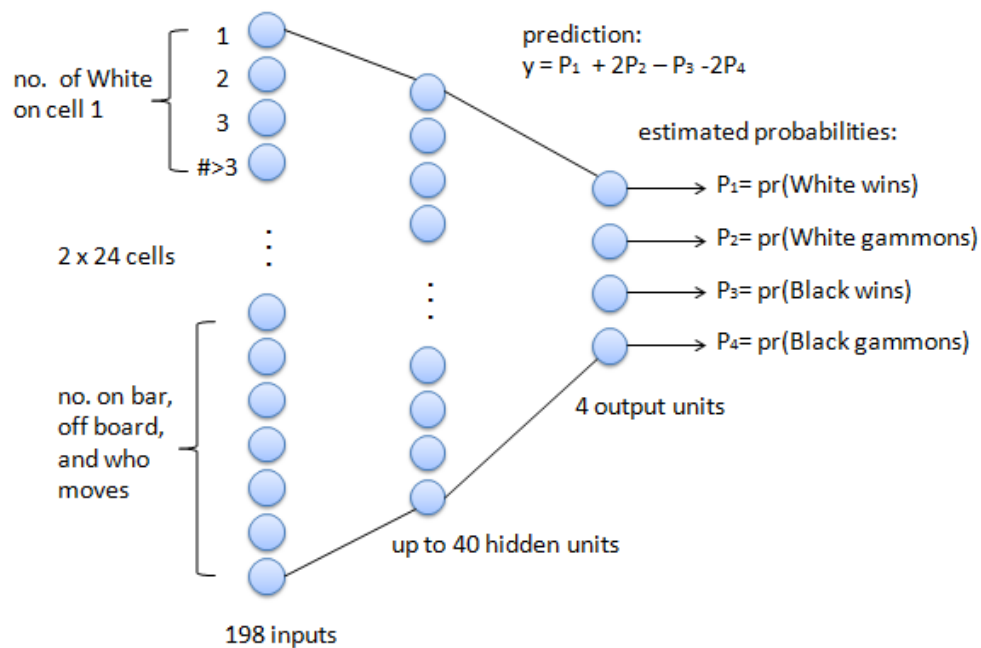 prediction:
y = P₁ + 2P₂ – P₃ -2P₄
1
2
3
#>3
no. of White
on cell 1
estimated probabilities:
P₁= pr(White wins)
P₂= pr(White gammons)
P₃= pr(Black wins)
P₄= pr(Black gammons)
2 x 24 cells
no. on bar,
off board,
and who
moves
4 output units
up to 40 hidden units
198 inputs